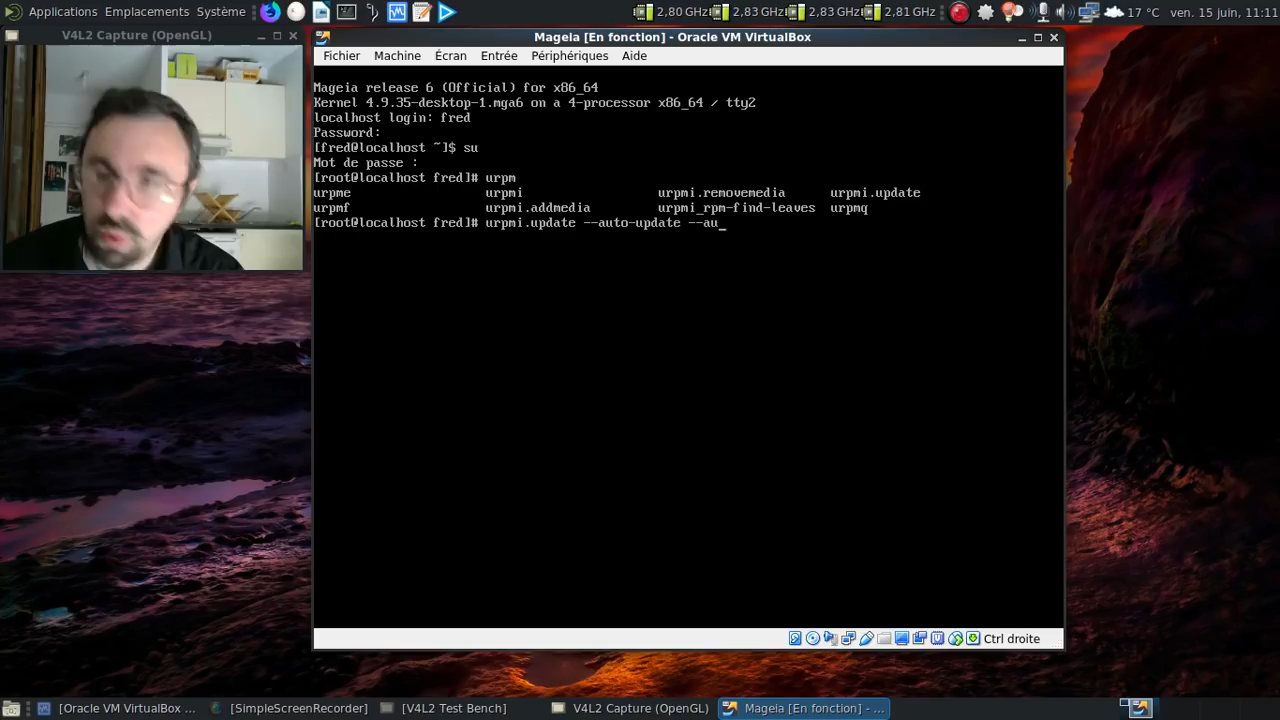 Applications Emplacements Système
2,80 GHz 2,83 GHz 2,83 GHz 2,81 GHz
17 °C ven. 15 juin, 11:11
V4L2 Capture (OpenGL)
Mageia [En fonction] - Oracle VM VirtualBox
Fichier Machine Écran Entrée Périphériques Aide
Mageia release 6 (Official) for x86_64
Kernel 4.9.35-desktop-1.mga6 on a 4-processor x86_64 / tty2
localhost login: fred
Password:
[fred@localhost ~]$ su
Mot de passe :
[root@localhost fred]# urpm
urpme urpmi urpmi.removemedia urpmi.update
urpmf urpmi.addmedia urpmi_rpm-find-leaves urpmq
[root@localhost fred]# urpmi.update --auto-update --au_
Ctrl droite
[Oracle VM VirtualBox ... [SimpleScreenRecorder] [V4L2 Test Bench] V4L2 Capture (OpenGL) Mageia [En fonction] - ...